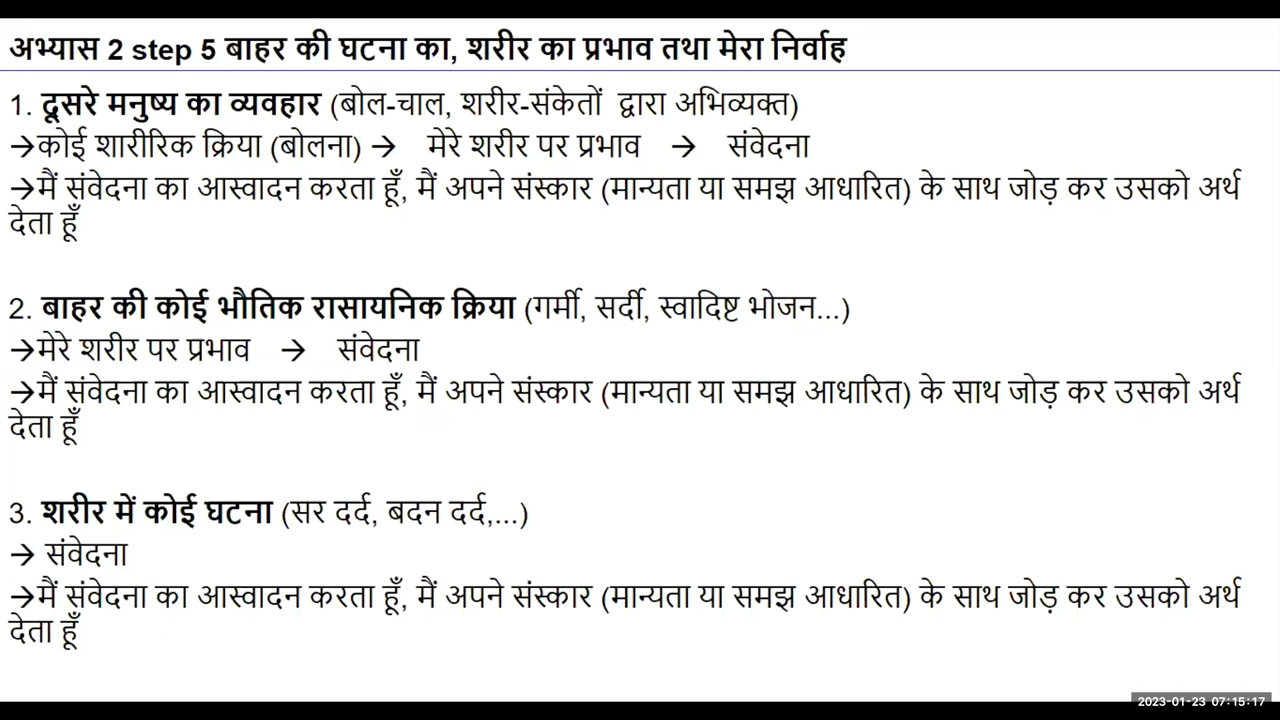 अभ्यास 2 step 5 बाहर की घटना का, शरीर का प्रभाव तथा मेरा निर्वाह
1. दूसरे मनुष्य का व्यवहार (बोल-चाल, शरीर-संकेतों द्वारा अभिव्यक्त)
→कोई शारीरिक क्रिया (बोलना) → मेरे शरीर पर प्रभाव → संवेदना
→मैं संवेदना का आस्वादन करता हूँ, मैं अपने संस्कार (मान्यता या समझ आधारित) के साथ जोड़ कर उसको अर्थ
देता हूँ
2. बाहर की कोई भौतिक रासायनिक क्रिया (गर्मी, सर्दी, स्वादिष्ट भोजन...)
→मेरे शरीर पर प्रभाव → संवेदना
→मैं संवेदना का आस्वादन करता हूँ, मैं अपने संस्कार (मान्यता या समझ आधारित) के साथ जोड़ कर उसको अर्थ
देता हूँ
3. शरीर में कोई घटना (सर दर्द, बदन दर्द,...)
→ संवेदना
→मैं संवेदना का आस्वादन करता हूँ, मैं अपने संस्कार (मान्यता या समझ आधारित) के साथ जोड़ कर उसको अर्थ
देता हूँ
2023-01-23 07:15:17